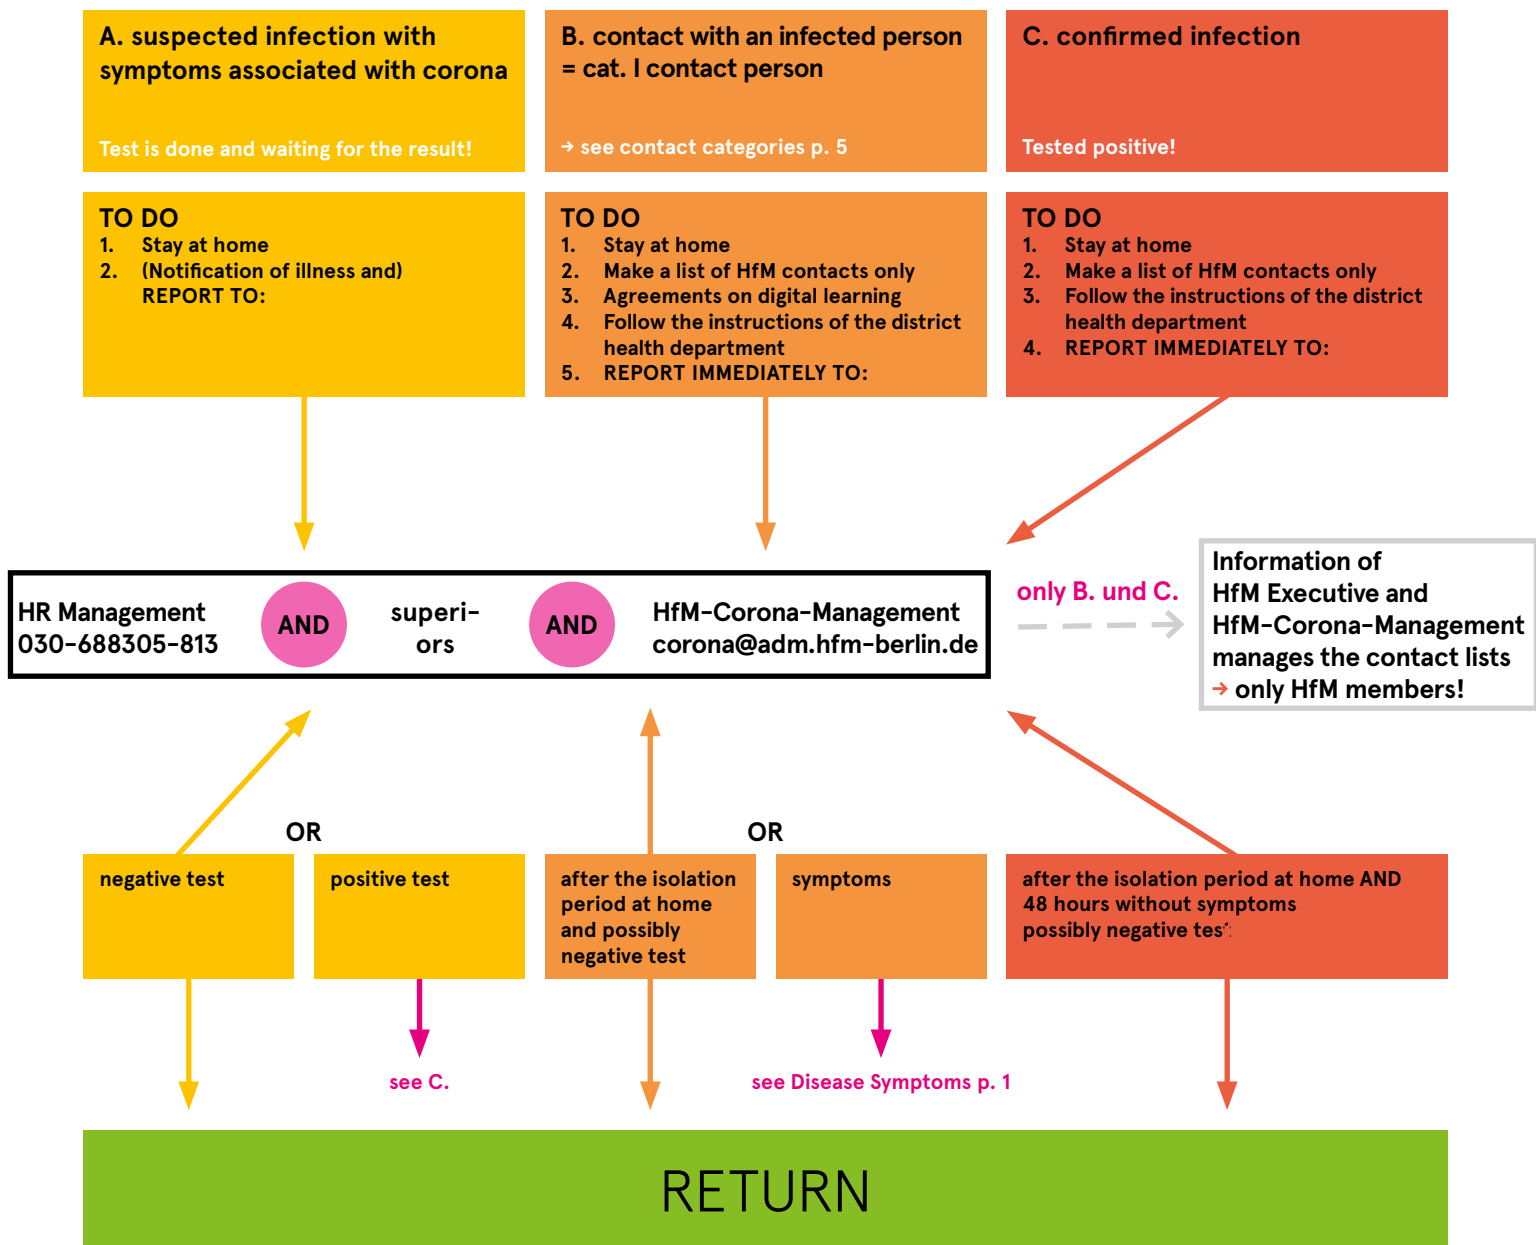 A. suspected infection with
symptoms associated with corona
Test is done and waiting for the result!
B. contact with an infected person
= cat. I contact person
→ see contact categories p. 5
C. confirmed infection
Tested positive!
TO DO
1. Stay at home
2. (Notification of illness and)
REPORT TO:
TO DO
1. Stay at home
2. Make a list of HfM contacts only
3. Agreements on digital learning
4. Follow the instructions of the district
health department
5. REPORT IMMEDIATELY TO:
TO DO
1. Stay at home
2. Make a list of HfM contacts only
3. Follow the instructions of the district
health department
4. REPORT IMMEDIATELY TO:
HR Management
030-688305-813
AND
superi-
ors
AND
HfM-Corona-Management
corona@adm.hfm-berlin.de
only B. und C.
Information of
HfM Executive and
HfM-Corona-Management
manages the contact lists
→ only HfM members!
OR
negative test
positive test
see C.
OR
after the isolation
period at home
and possibly
negative test
symptoms
see Disease Symptoms p. 1
after the isolation period at home AND
48 hours without symptoms
possibly negative
RETURN